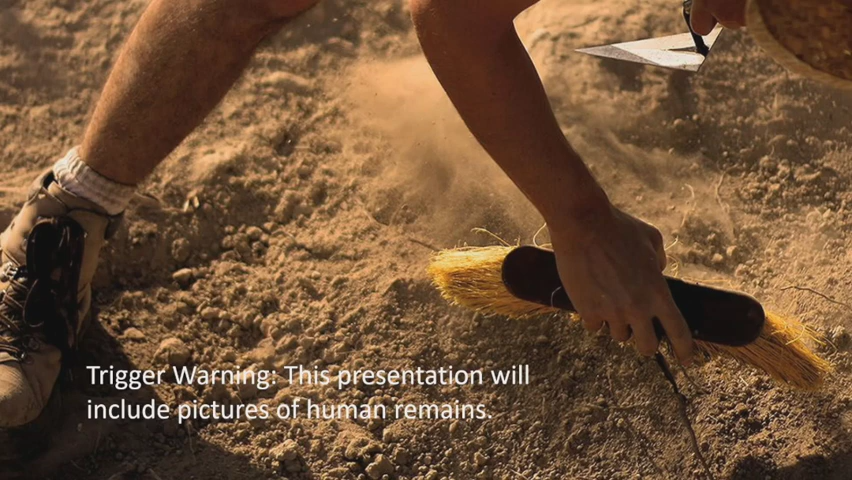 Trigger Warning: This presentation will
include pictures of human remains.